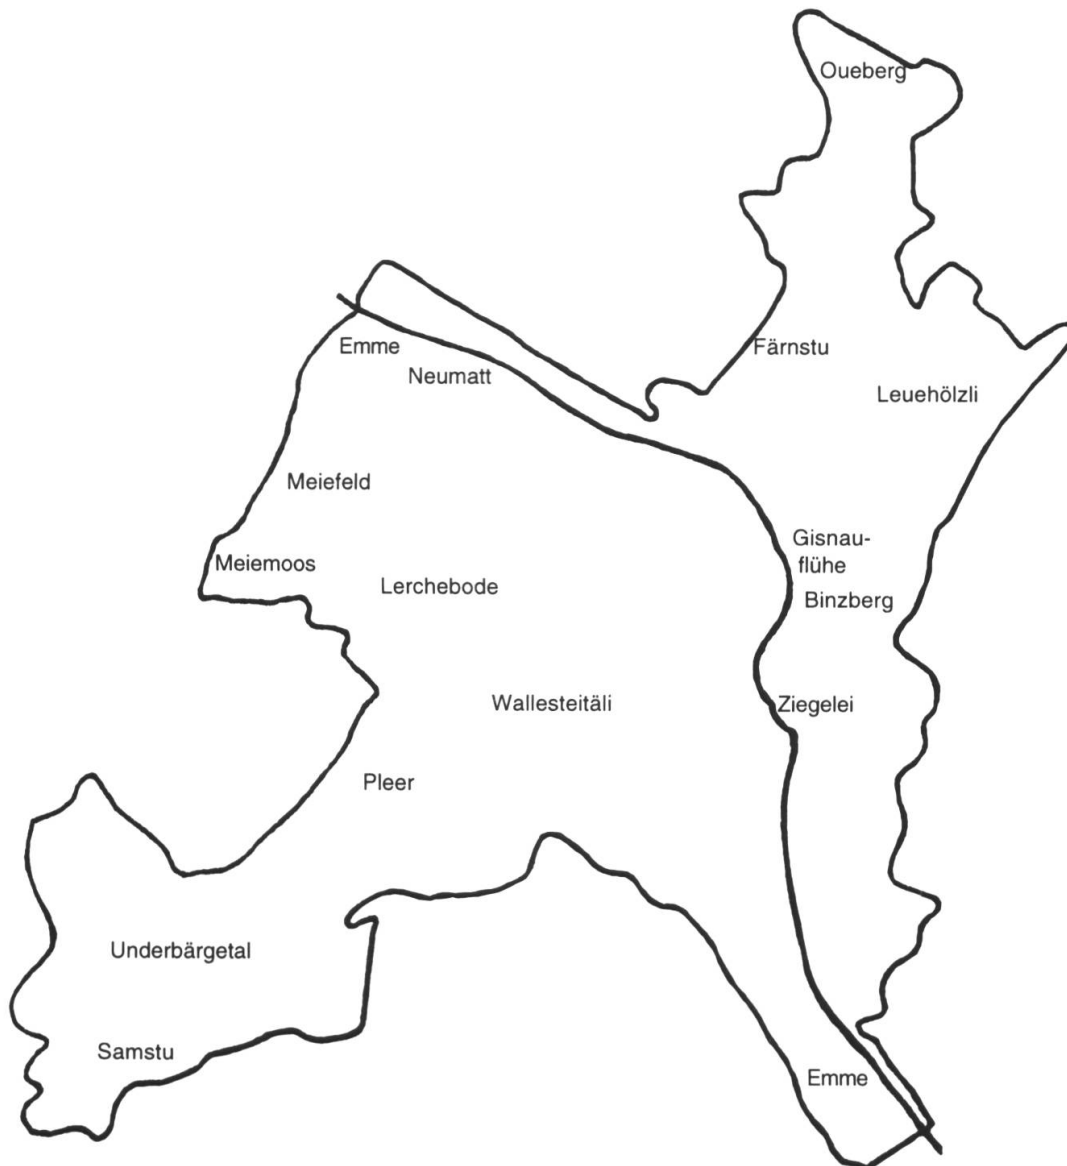 Oueberg
Emme
Färnstu
Neumatt
Leuehölzli
Meiefeld
Gisnau-
flühe
Meiemoos
Lerchebode
Binzberg
Wallesteitäli
Ziegelei
Pleer
Underbärgetal
Samstu
Emme